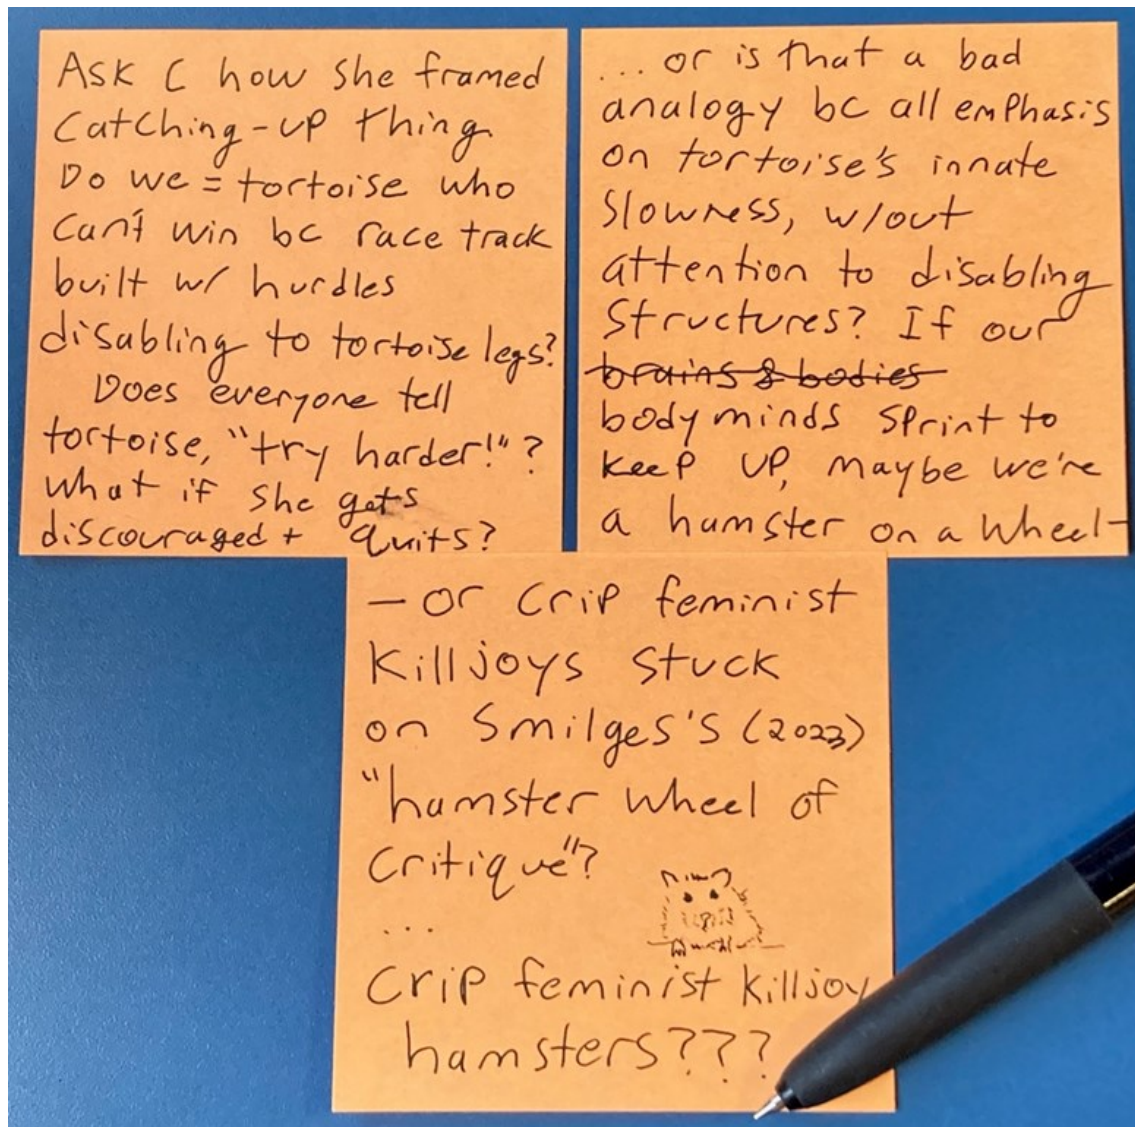 Ask C how she framed
Catching-up thing.
Do we = tortoise who
can't win bc race track
built w/ hurdles
disabling to tortoise legs?
Does everyone tell
tortoise, "try harder!"?
What if she gets
discouraged + quits?
... or is that a bad
analogy bc all emphasis
on tortoise's innate
slowness, w/out
attention to disabling
structures? If our
brains & bodies
bodyminds sprint to
keep up, maybe we're
a hamster on a wheel-
- or crip feminist
killjoys stuck
on Smilges's (2023)
"hamster wheel of
critique"?
...
Crip feminist killjoy
hamsters???